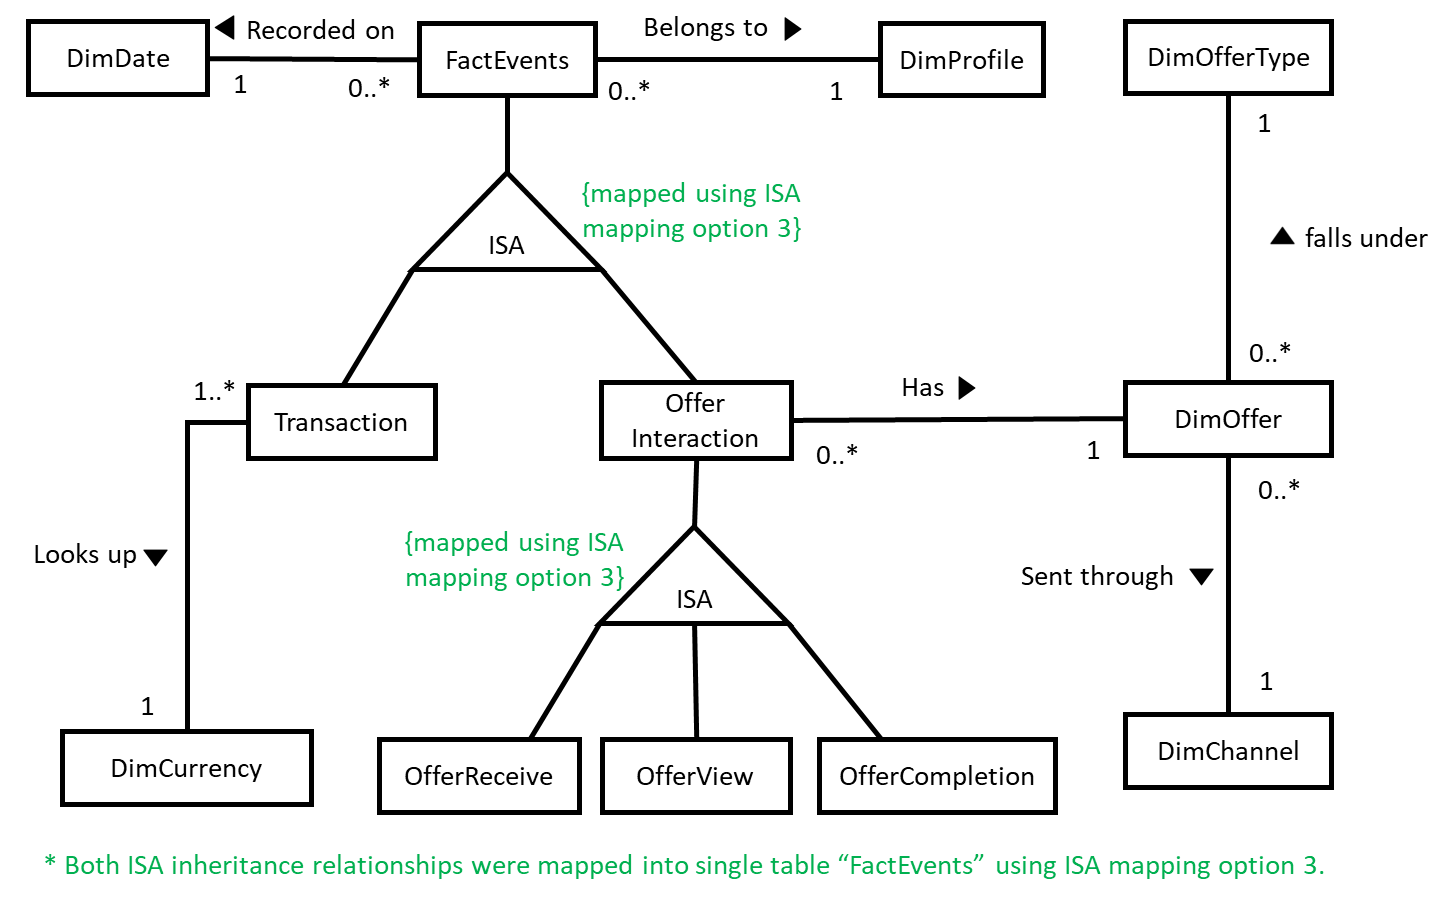 DimDate
Recorded on
1
0..*
FactEvents
Belongs to
0..*
1
DimProfile
DimOfferType
1
{mapped using ISA
mapping option 3}
ISA
falls under
0..*
1..*
Transaction
Offer
Interaction
Has
0..*
1
DimOffer
0..*
Looks up
{mapped using ISA
mapping option 3}
ISA
Sent through
1
1
DimCurrency
OfferReceive
OfferView
OfferCompletion
DimChannel
* Both ISA inheritance relationships were mapped into single table “FactEvents” using ISA mapping option 3.